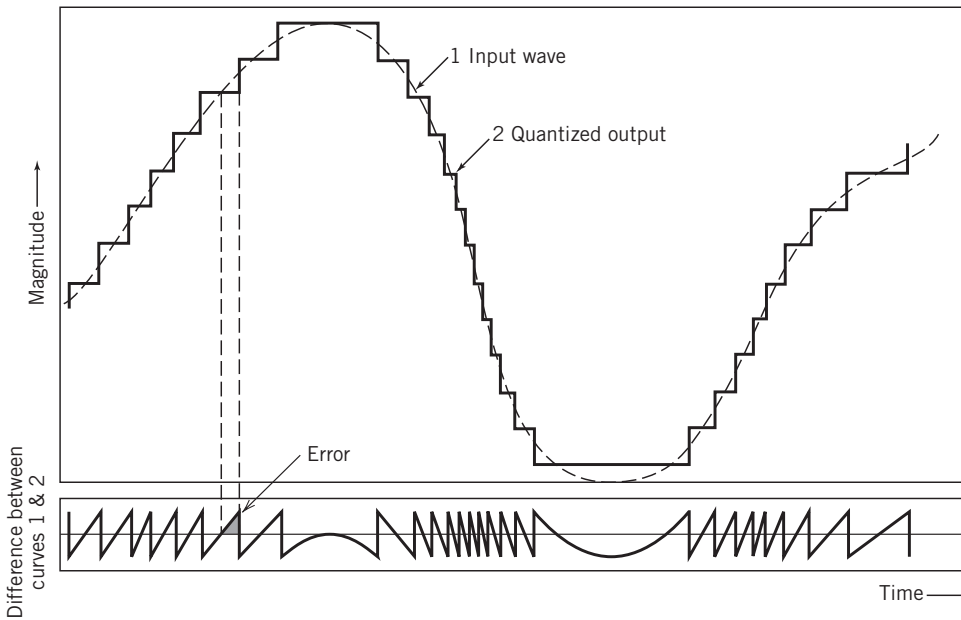 1 Input wave
2 Quantized output
Magnitude
Error
Difference between
curves 1 & 2
Time